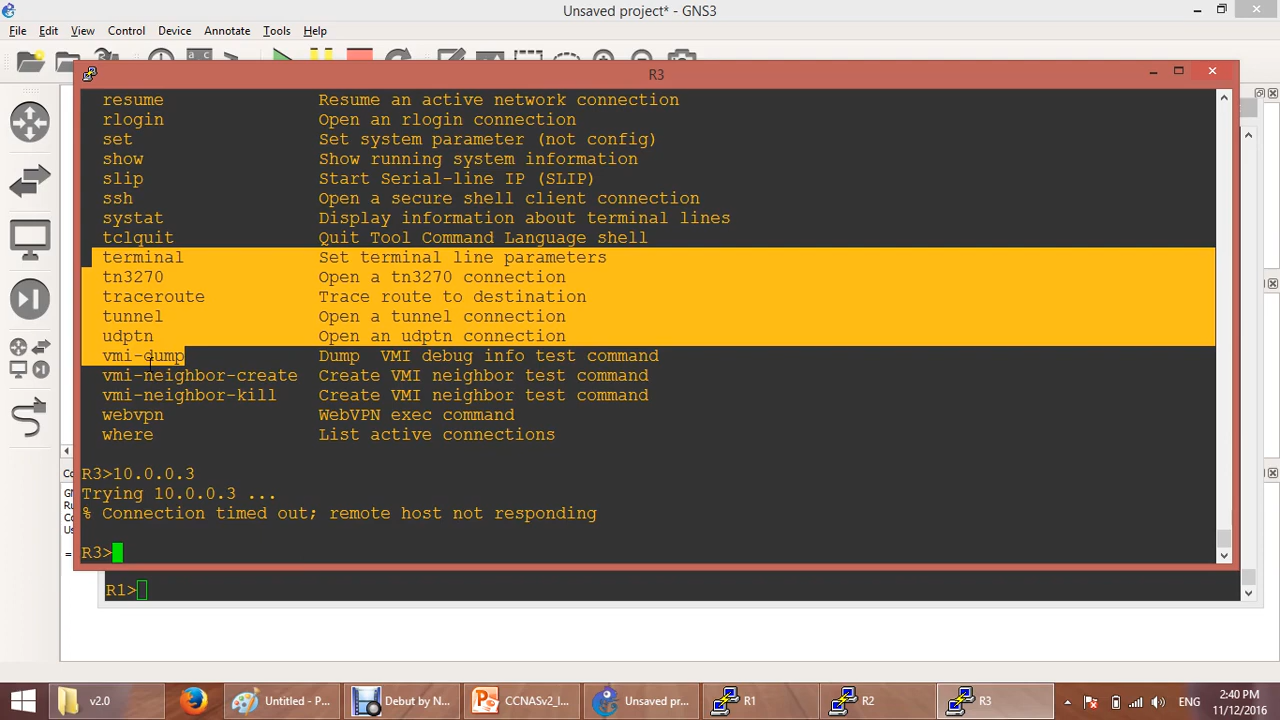 Unsaved project* - GNS3
File Edit View Control Device Annotate Tools Help
R3
resume Resume an active network connection
rlogin Open an rlogin connection
set Set system parameter (not config)
show Show running system information
slip Start Serial-line IP (SLIP)
ssh Open a secure shell client connection
systat Display information about terminal lines
tclquit Quit Tool Command Language shell
terminal Set terminal line parameters
tn3270 Open a tn3270 connection
traceroute Trace route to destination
tunnel Open a tunnel connection
udptn Open an udptn connection
vmi-dump Dump  VMI debug info test command
vmi-neighbor-create Create VMI neighbor test command
vmi-neighbor-kill Create VMI neighbor test command
webvpn WebVPN exec command
where List active connections
R3>10.0.0.3
Trying 10.0.0.3 ...
% Connection timed out; remote host not responding
R3>
R1>
v2.0 Untitled - P... Debut by N... CCNASv2_I... Unsaved pr... R1 R2 R3 ENG 2:40 PM
11/12/2016